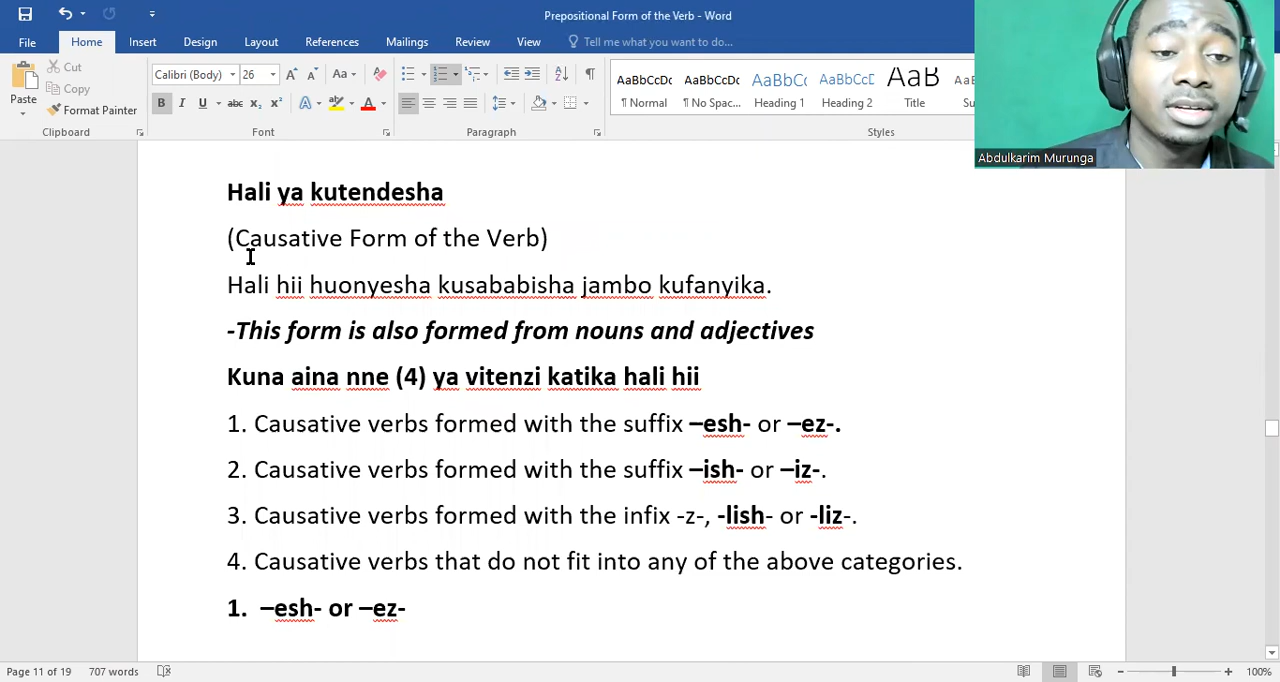 Prepositional Form of the Verb - Word
File Home Insert Design Layout References Mailings Review View Tell me what you want to do...
Paste
Cut
Copy
Format Painter
Clipboard
Calibri (Body) 26
Font
Paragraph
AaBbCcDc AaBbCcDc AaBbCc AaBbCcD AaB
¶ Normal ¶ No Spac... Heading 1 Heading 2 Title
Styles
Abdulkarim Murunga
Hali ya kutendesha
(Causative Form of the Verb)
Hali hii huonyesha kusababisha jambo kufanyika.
-This form is also formed from nouns and adjectives
Kuna aina nne (4) ya vitenzi katika hali hii
1. Causative verbs formed with the suffix –esh- or –ez-.
2. Causative verbs formed with the suffix –ish- or –iz-.
3. Causative verbs formed with the infix -z-, -lish- or -liz-.
4. Causative verbs that do not fit into any of the above categories.
1. –esh- or –ez-
Page 11 of 19 707 words 100%